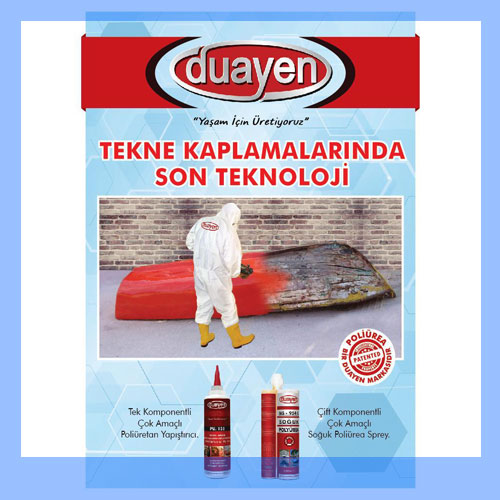 duayen
"Yaşam İçin Üretiyoruz"
TEKNE KAPLAMALARINDA
SON TEKNOLOJİ
duayen
POLİÜREA
PATENTED
BİR DUAYEN MARKASIDIR
Tek Komponentli
Çok Amaçlı
Poliüretan Yapıştırıcı.
duayen
PU. 933
duayen
SOĞUK
POLYUREA
Çift Komponentli
Çok Amaçlı
Soğuk Poliürea Sprey.